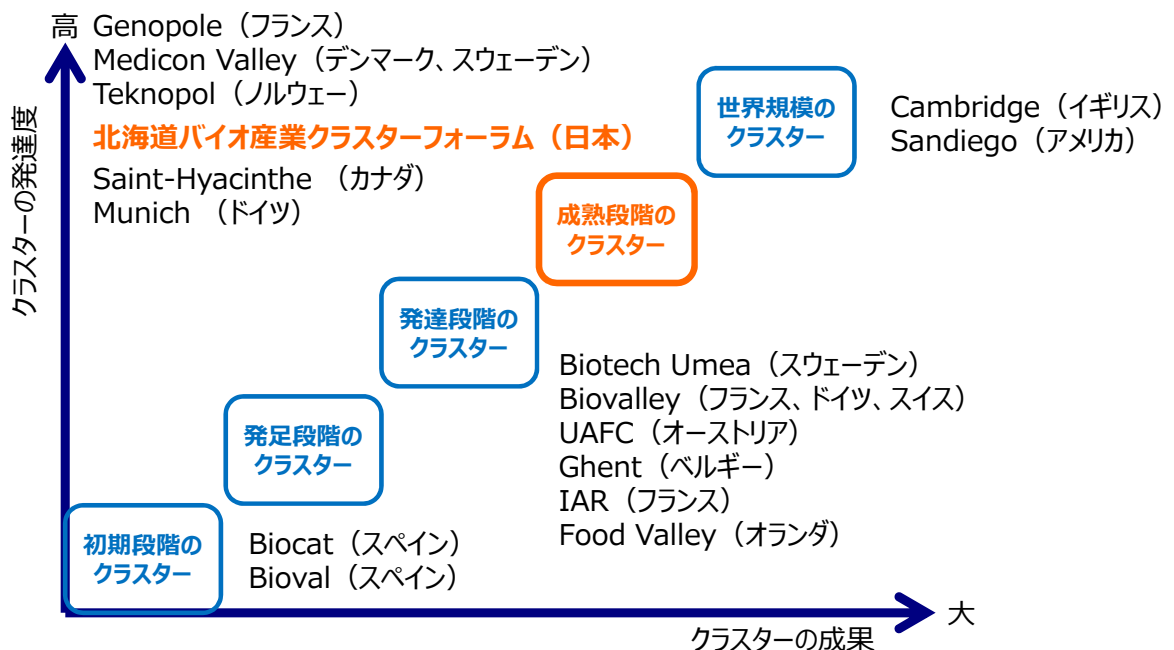 高
Genopole（フランス）
Medicon Valley（デンマーク、スウェーデン）
Teknopol（ノルウェー）
北海道バイオ産業クラスターフォーラム（日本）
Saint-Hyacinthe （カナダ）
Munich （ドイツ）
クラスターの発達度
世界規模の
クラスター
Cambridge（イギリス）
Sandiego（アメリカ）
成熟段階の
クラスター
発達段階の
クラスター
Biotech Umea（スウェーデン）
Biovalley（フランス、ドイツ、スイス）
UAFC（オーストリア）
Ghent（ベルギー）
IAR（フランス）
Food Valley（オランダ）
発足段階の
クラスター
初期段階の
クラスター
Biocat（スペイン）
Bioval（スペイン）
大
クラスターの成果